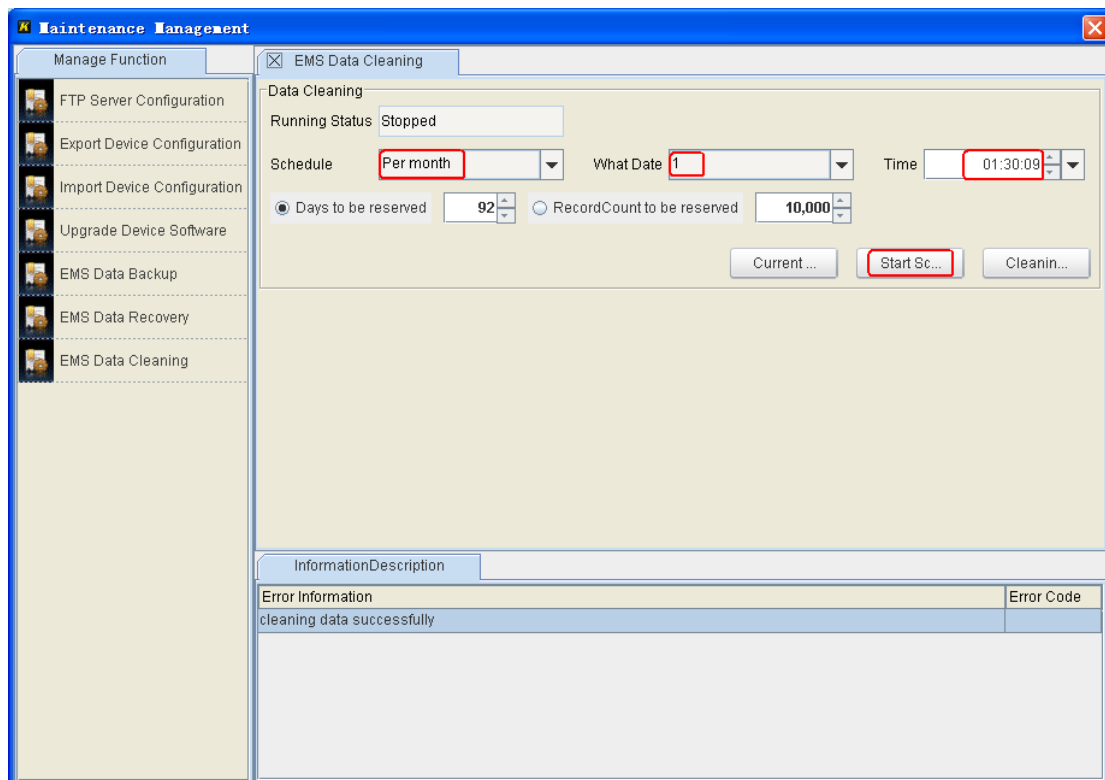 Maintenance Management
Manage Function
FTP Server Configuration
Export Device Configuration
Import Device Configuration
Upgrade Device Software
EMS Data Backup
EMS Data Recovery
EMS Data Cleaning
EMS Data Cleaning
Data Cleaning
Running Status Stopped
Schedule Per month What Date 1 Time 01:30:09
Days to be reserved 92 RecordCount to be reserved 10,000
Current ... Start Sc... Cleanin...
InformationDescription
Error Information Error Code
cleaning data successfully